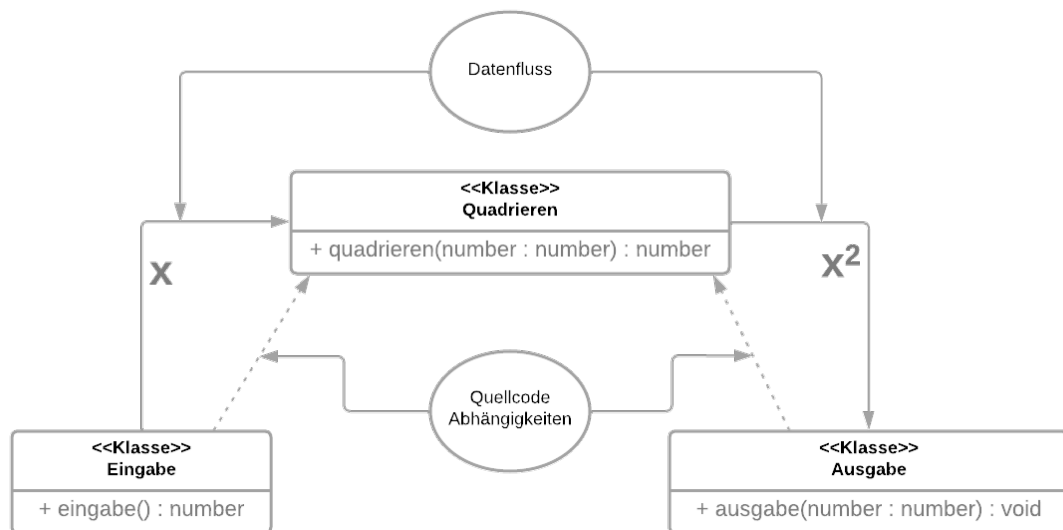 Datenfluss
<<Klasse>>
Quadrieren
+ quadrieren(number : number) : number
x
x²
Quellcode
Abhängigkeiten
<<Klasse>>
Eingabe
+ eingabe() : number
<<Klasse>>
Ausgabe
+ ausgabe(number : number) : void